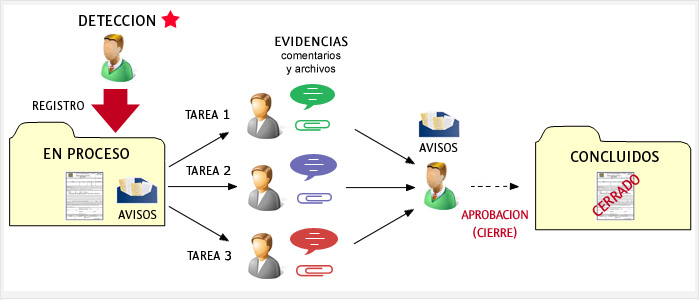 DETECCION
REGISTRO
EN PROCESO
AVISOS
EVIDENCIAS
comentarios
y archivos
TAREA 1
TAREA 2
TAREA 3
AVISOS
APROBACION
(CIERRE)
CONCLUIDOS
CERRADO